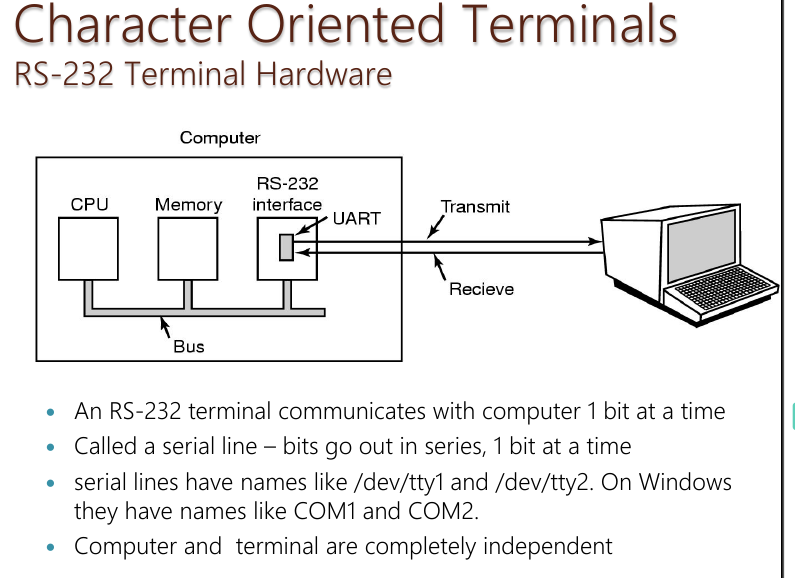 Character Oriented Terminals
RS-232 Terminal Hardware
Computer
CPU
Memory
RS-232
interface
UART
Transmit
Recieve
Bus
• An RS-232 terminal communicates with computer 1 bit at a time
• Called a serial line – bits go out in series, 1 bit at a time
• serial lines have names like /dev/tty1 and /dev/tty2. On Windows
they have names like COM1 and COM2.
• Computer and  terminal are completely independent